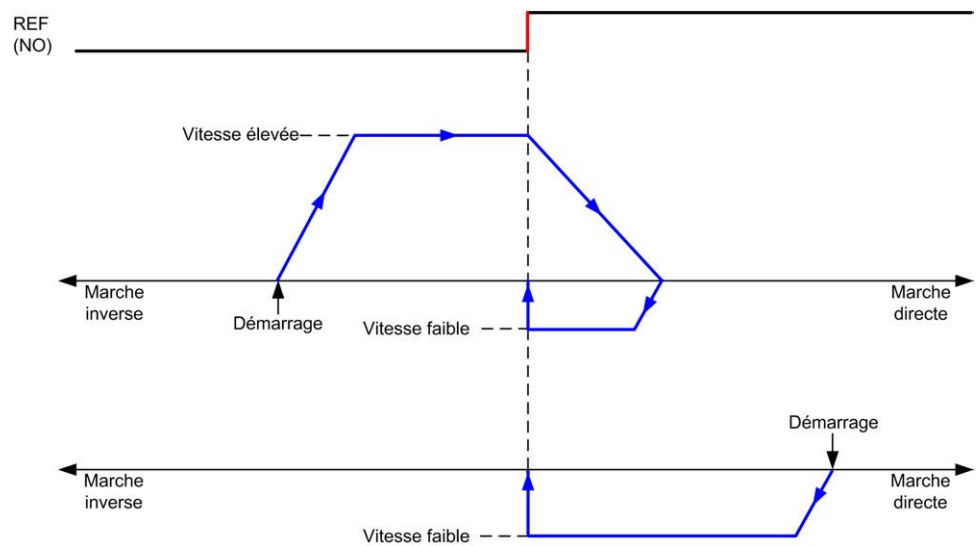 REF
(NO)
Vitesse élevée
Marche
inverse
Démarrage
Vitesse faible
Marche
directe
Démarrage
Marche
inverse
Marche
directe
Vitesse faible